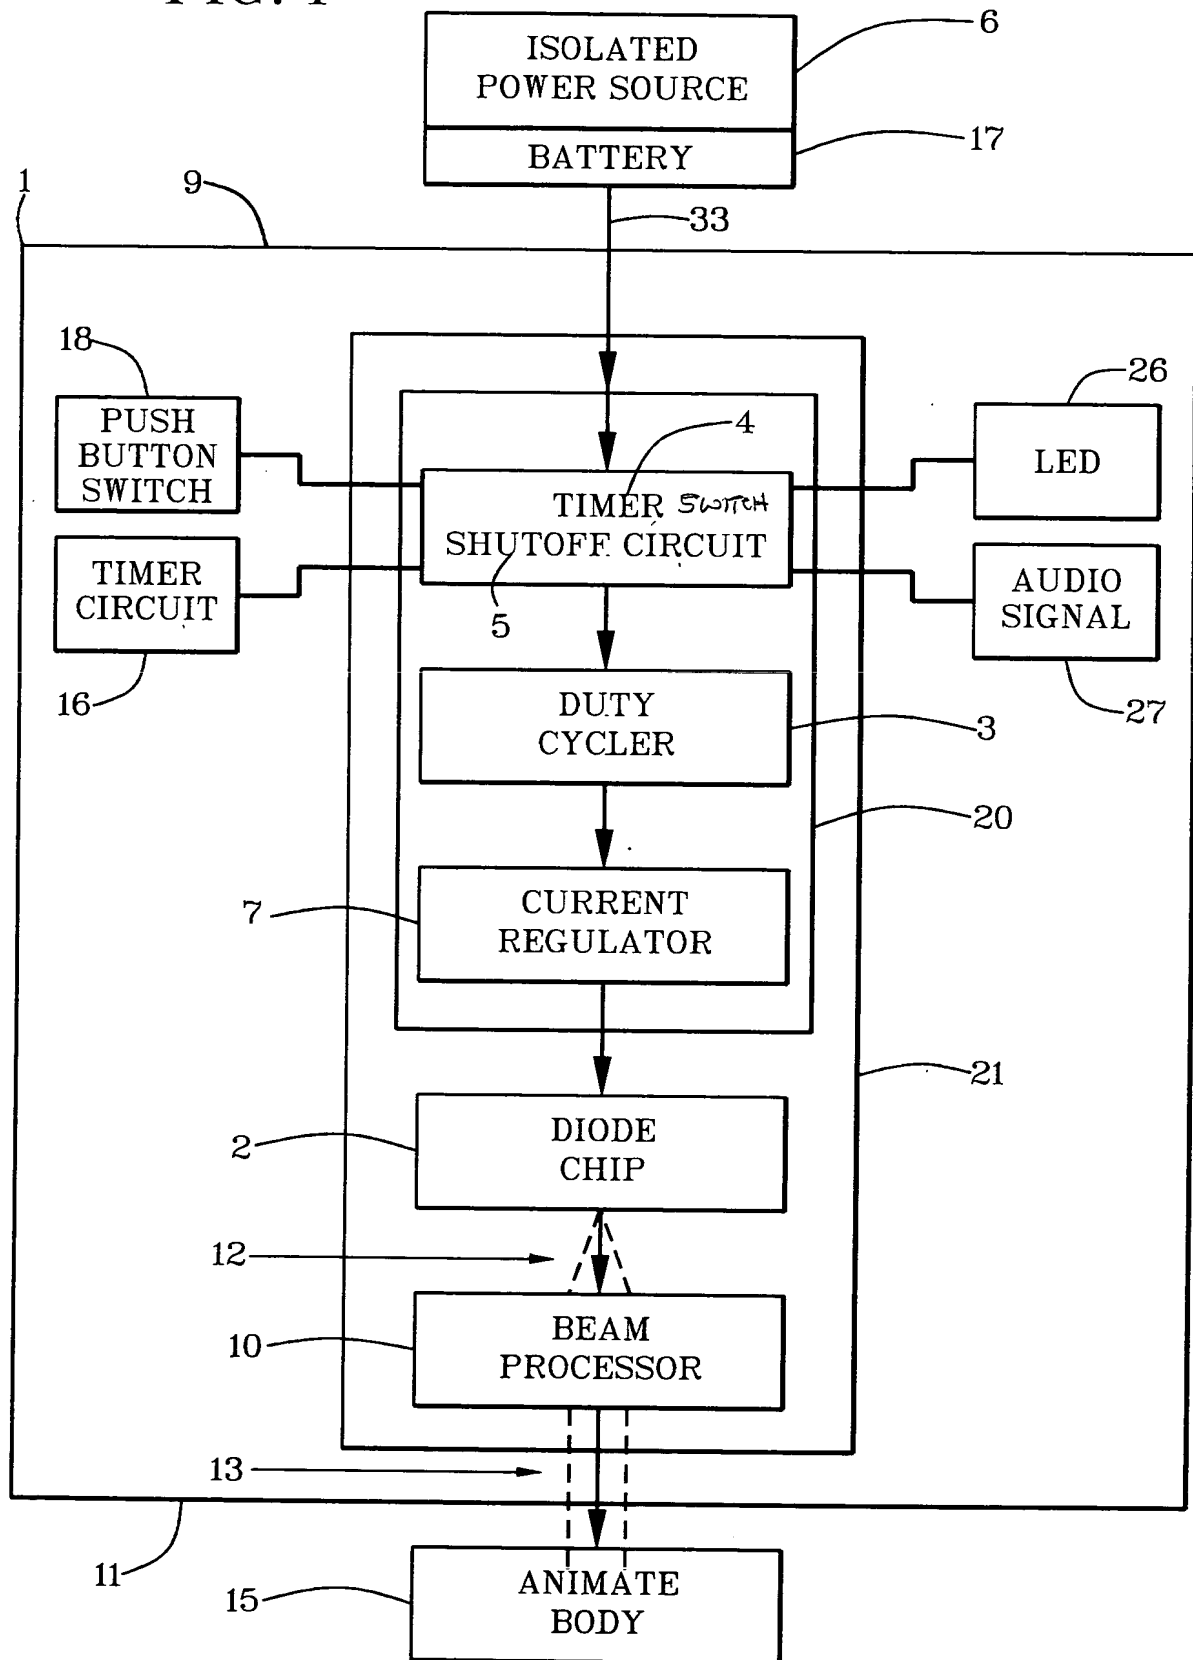 FIG. 1
6
ISOLATED
POWER SOURCE
BATTERY
17
1
9
33
18
PUSH
BUTTON
SWITCH
26
LED
4
TIMER SWITCH
SHUTOFF CIRCUIT
5
TIMER
CIRCUIT
16
AUDIO
SIGNAL
27
DUTY
CYCLER
3
20
7
CURRENT
REGULATOR
21
2
DIODE
CHIP
12
10
BEAM
PROCESSOR
13
11
15
ANIMATE
BODY